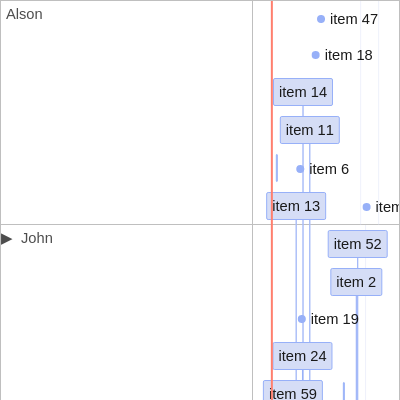 Alson
item 47
item 18
item 14
item 11
item 6
item 13
item
John
item 52
item 2
item 19
item 24
item 59